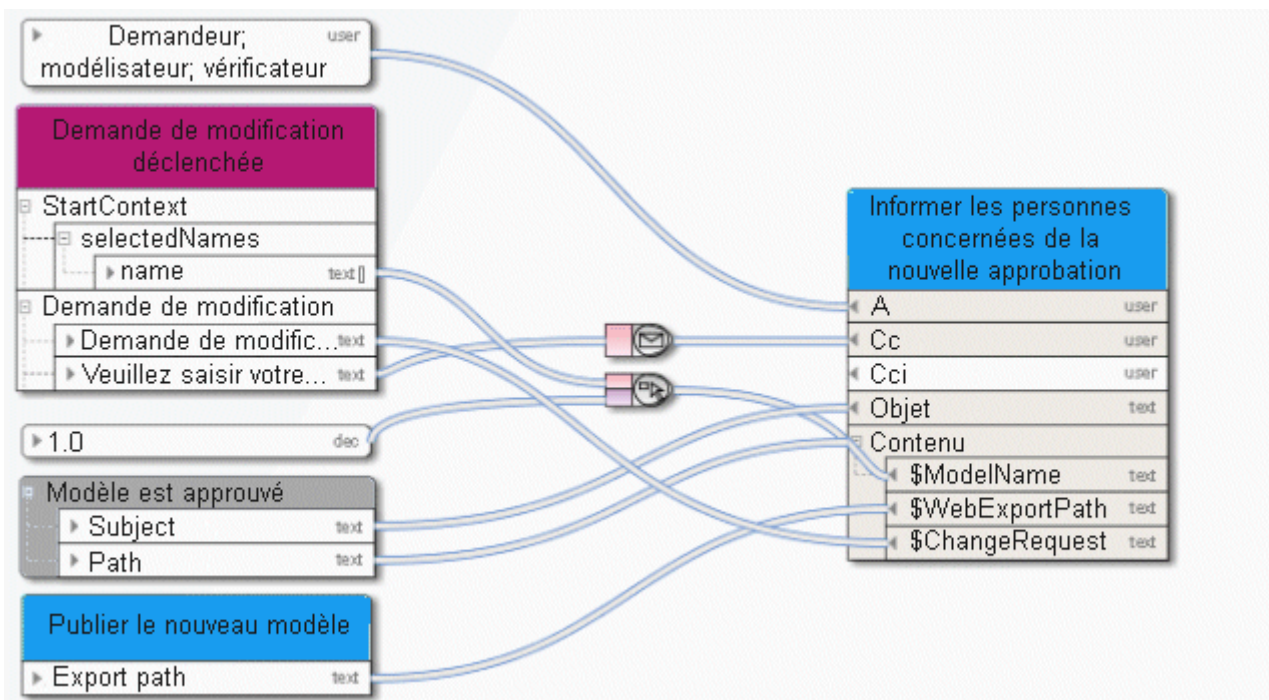 Demandeur; user
modélisateur; vérificateur
Demande de modification
déclenchée
StartContext
selectedNames
name text[]
Demande de modification
Demande de modific... text
Veuillez saisir votre... text
1.0 dec
Modèle est approuvé
Subject text
Path text
Publier le nouveau modèle
Export path text
Informer les personnes
concernées de la
nouvelle approbation
A user
Cc user
Cci user
Objet text
Contenu
$ModelName text
$WebExportPath text
$ChangeRequest text